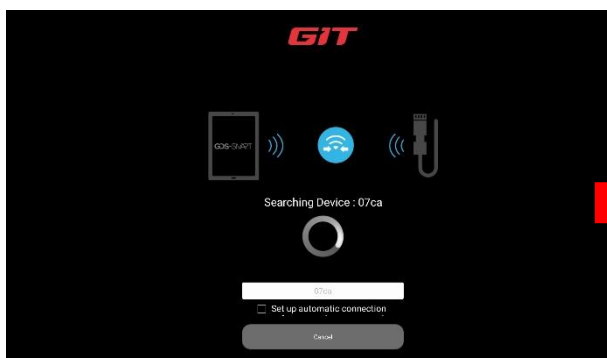 GIT
GDS-SMART
Searching Device : 07ca
07ca
Set up automatic connection
Cancel